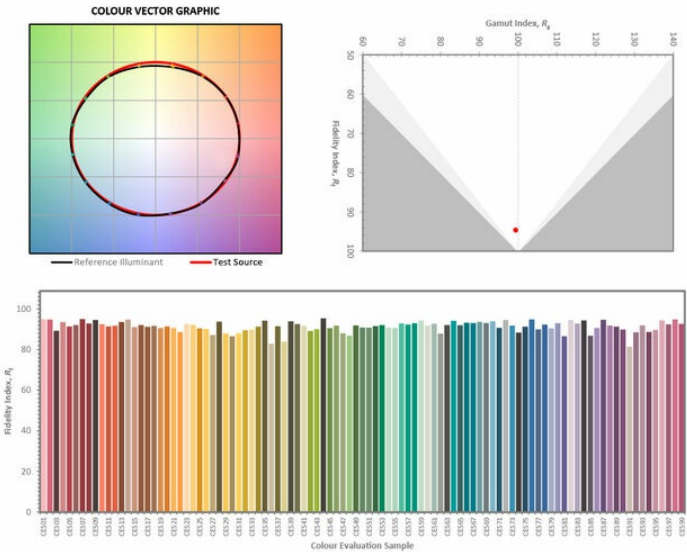 COLOUR VECTOR GRAPHIC
Reference Illuminant
Test Source
Gamut Index, Rg
60 70 80 90 100 110 120 130 140
50
60
70
80
90
100
Fidelity Index, Rf
100
80
60
40
20
0
Fidelity Index, Rf
CES01 CES03 CES05 CES07 CES09 CES11 CES13 CES15 CES17 CES19 CES21 CES23 CES25 CES27 CES29 CES31 CES33 CES35 CES37 CES39 CES41 CES43 CES45 CES47 CES49 CES51 CES53 CES55 CES57 CES59 CES61 CES63 CES65 CES67 CES69 CES71 CES73 CES75 CES77 CES79 CES81 CES83 CES85 CES87 CES89 CES91 CES93 CES95 CES97 CES99
Colour Evaluation Sample